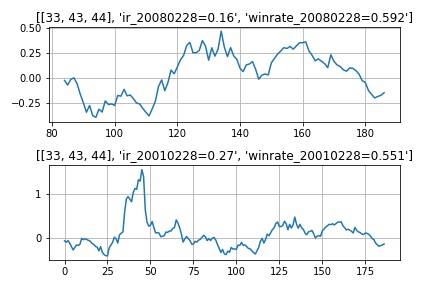 [[33, 43, 44], 'ir_20080228=0.16', 'winrate_20080228=0.592']
0.50
0.25
0.00
−0.25
80 100 120 140 160 180
[[33, 43, 44], 'ir_20010228=0.27', 'winrate_20010228=0.551']
1
0
0 25 50 75 100 125 150 175